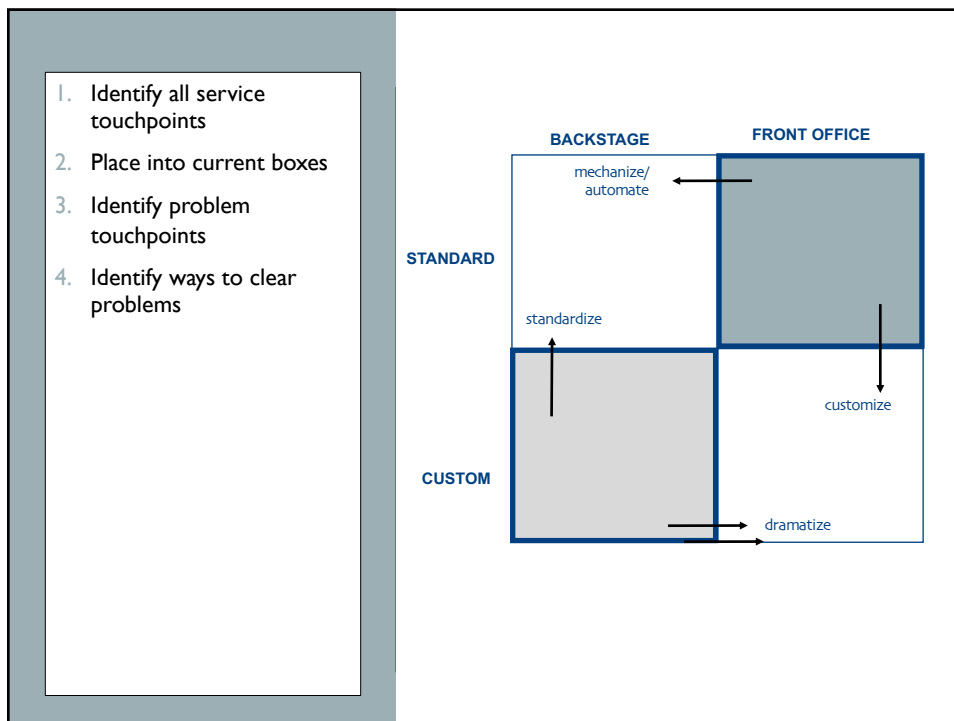 1. Identify all service
touchpoints
2. Place into current boxes
3. Identify problem
touchpoints
4. Identify ways to clear
problems
BACKSTAGE
FRONT OFFICE
mechanize/
automate
STANDARD
standardize
customize
CUSTOM
dramatize